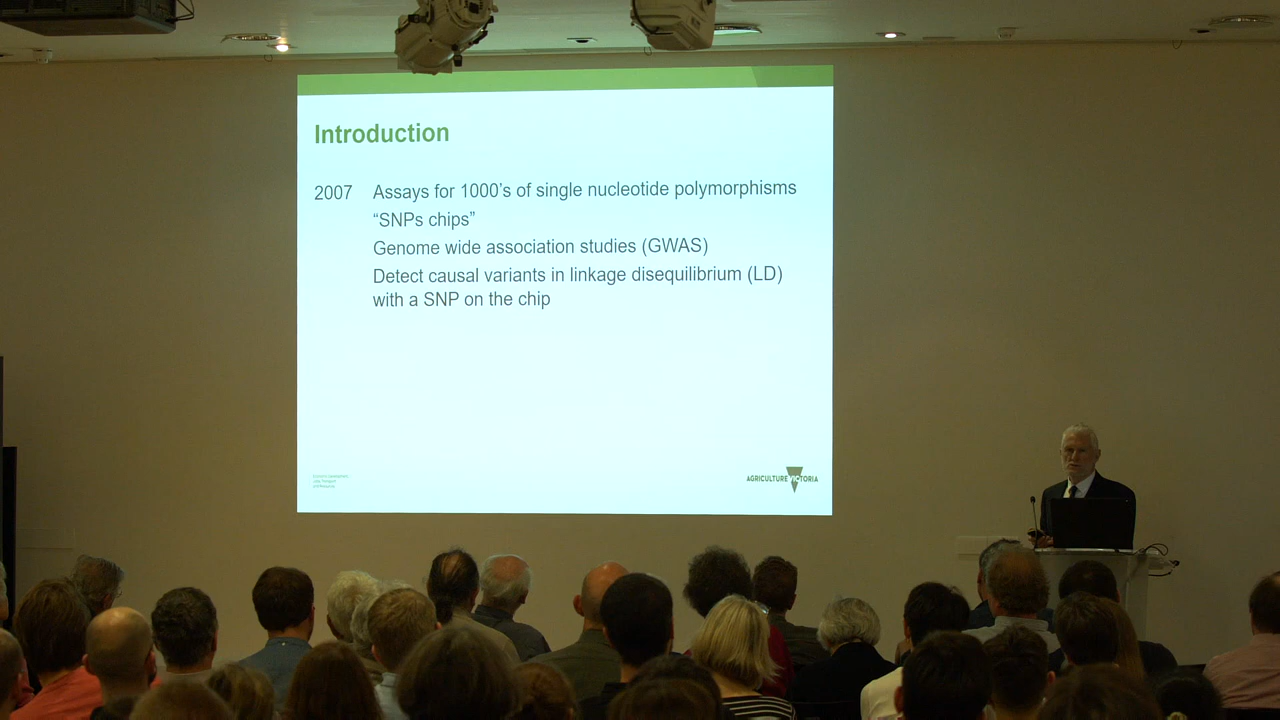 Introduction
2007 Assays for 1000's of single nucleotide polymorphisms
“SNPs chips”
Genome wide association studies (GWAS)
Detect causal variants in linkage disequilibrium (LD)
with a SNP on the chip
AGRICULTURE VICTORIA